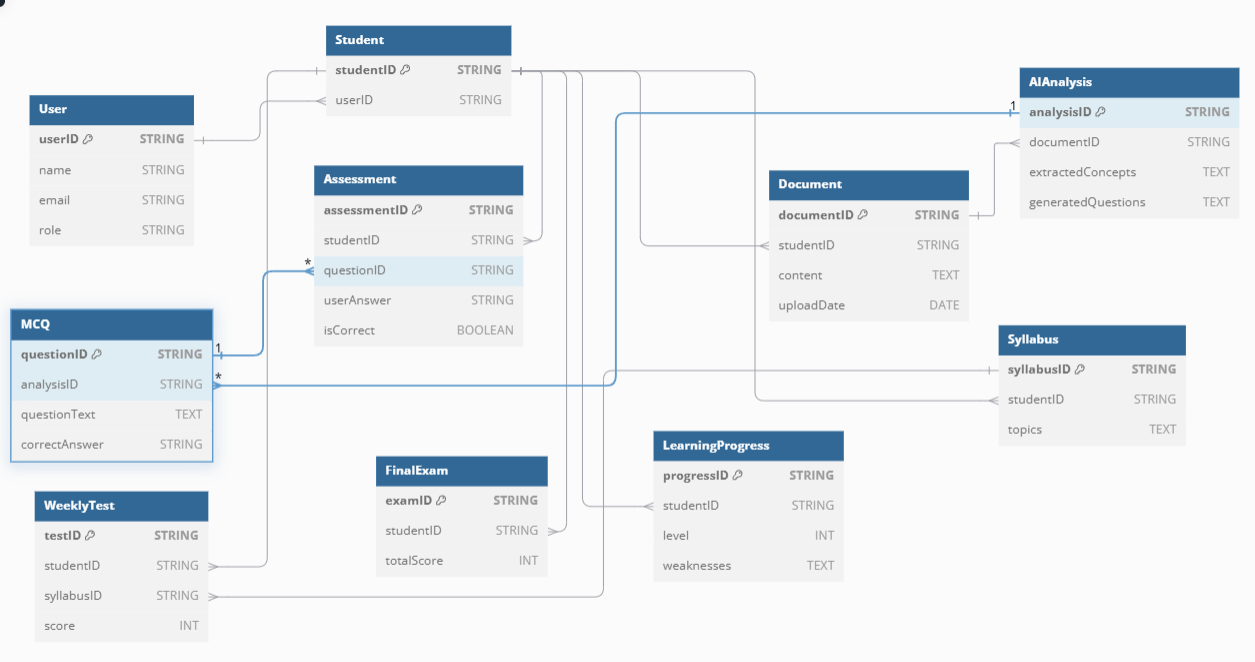 Student
studentID STRING
userID STRING
User
userID STRING
name STRING
email STRING
role STRING
Assessment
assessmentID STRING
studentID STRING
questionID STRING
userAnswer STRING
isCorrect BOOLEAN
*
AIAnalysis
analysisID STRING
documentID STRING
extractedConcepts TEXT
generatedQuestions TEXT
1
Document
documentID STRING
studentID STRING
content TEXT
uploadDate DATE
MCQ
questionID STRING
analysisID STRING
questionText TEXT
correctAnswer STRING
1
*
Syllabus
syllabusID STRING
studentID STRING
topics TEXT
LearningProgress
progressID STRING
studentID STRING
level INT
weaknesses TEXT
FinalExam
examID STRING
studentID STRING
totalScore INT
WeeklyTest
testID STRING
studentID STRING
syllabusID STRING
score INT